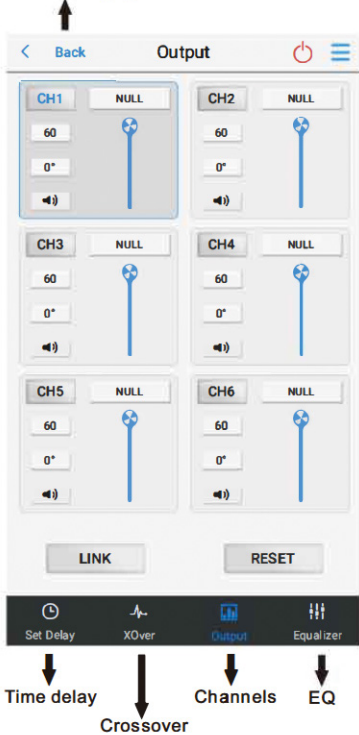 Back Output
CH1 NULL CH2 NULL
60 60
0° 0°
CH3 NULL CH4 NULL
60 60
0° 0°
CH5 NULL CH6 NULL
60 60
0° 0°
LINK RESET
Set Delay XOver Output Equalizer
Time delay Channels EQ
Crossover